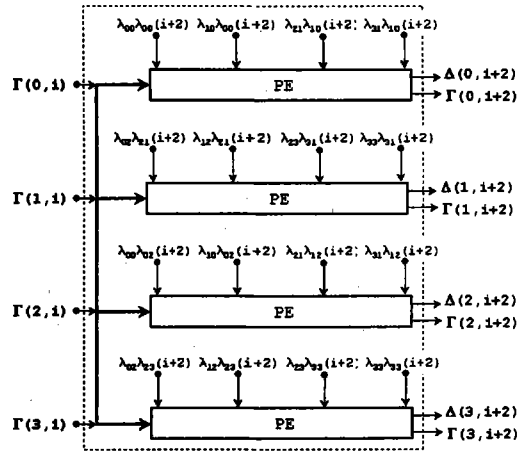 λ₀₀λ₀₀(i+2) λ₁₀λ₀₀(i+2) λ₂₁λ₁₀(i+2) λ₃₁λ₁₀(i+2)
Γ(0,i) PE Δ(0,i+2)
Γ(0,i+2)
λ₀₂λ₂₁(i+2) λ₁₂λ₂₁(i+2) λ₂₃λ₃₁(i+2) λ₃₃λ₃₁(i+2)
Γ(1,i) PE Δ(1,i+2)
Γ(1,i+2)
λ₀₀λ₀₂(i+2) λ₁₀λ₀₂(i+2) λ₂₁λ₁₂(i+2) λ₃₁λ₁₂(i+2)
Γ(2,i) PE Δ(2,i+2)
Γ(2,i+2)
λ₀₂λ₂₃(i+2) λ₁₂λ₂₃(i+2) λ₂₃λ₃₃(i+2) λ₃₃λ₃₃(i+2)
Γ(3,i) PE Δ(3,i+2)
Γ(3,i+2)